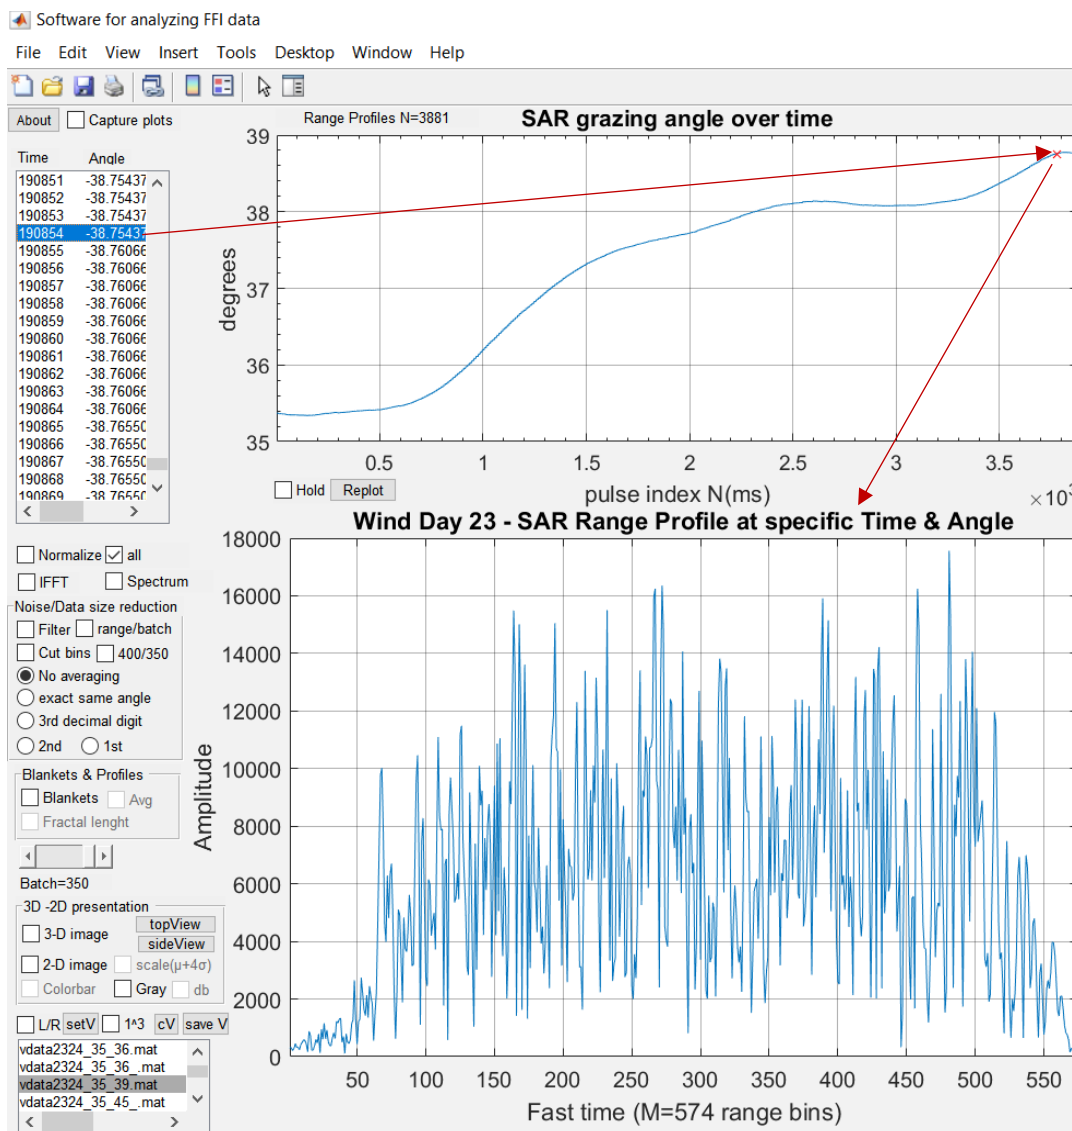 Software for analyzing FFI data
File Edit View Insert Tools Desktop Window Help
About Capture plots
Range Profiles N=3881
SAR grazing angle over time
Time Angle
190851 -38.75437
190852 -38.75437
190853 -38.75437
190854 -38.75437
190855 -38.76066
190856 -38.76066
190857 -38.76066
190858 -38.76066
190859 -38.76066
190860 -38.76066
190861 -38.76066
190862 -38.76066
190863 -38.76066
190864 -38.76066
190865 -38.76550
190866 -38.76550
190867 -38.76550
190868 -38.76550
190869 -38.76550
39
38
37
36
35
degrees
0.5 1 1.5 2 2.5 3 3.5
pulse index N(ms)
×10
Hold Replot
Wind Day 23 - SAR Range Profile at specific Time & Angle
Normalize all
IFFT Spectrum
Noise/Data size reduction
Filter range/batch
Cut bins 400/350
No averaging
exact same angle
3rd decimal digit
2nd 1st
Blankets & Profiles
Blankets Avg
Fractal lenght
Batch=350
3D -2D presentation
topView
3-D image
sideView
2-D image scale(μ+4σ)
Colorbar Gray db
L/R setV 1^3 cV save V
vdata2324_35_36.mat
vdata2324_35_36_.mat
vdata2324_35_39.mat
vdata2324_35_45_.mat
18000
16000
14000
12000
10000
8000
6000
4000
2000
0
Amplitude
50 100 150 200 250 300 350 400 450 500 550
Fast time (M=574 range bins)